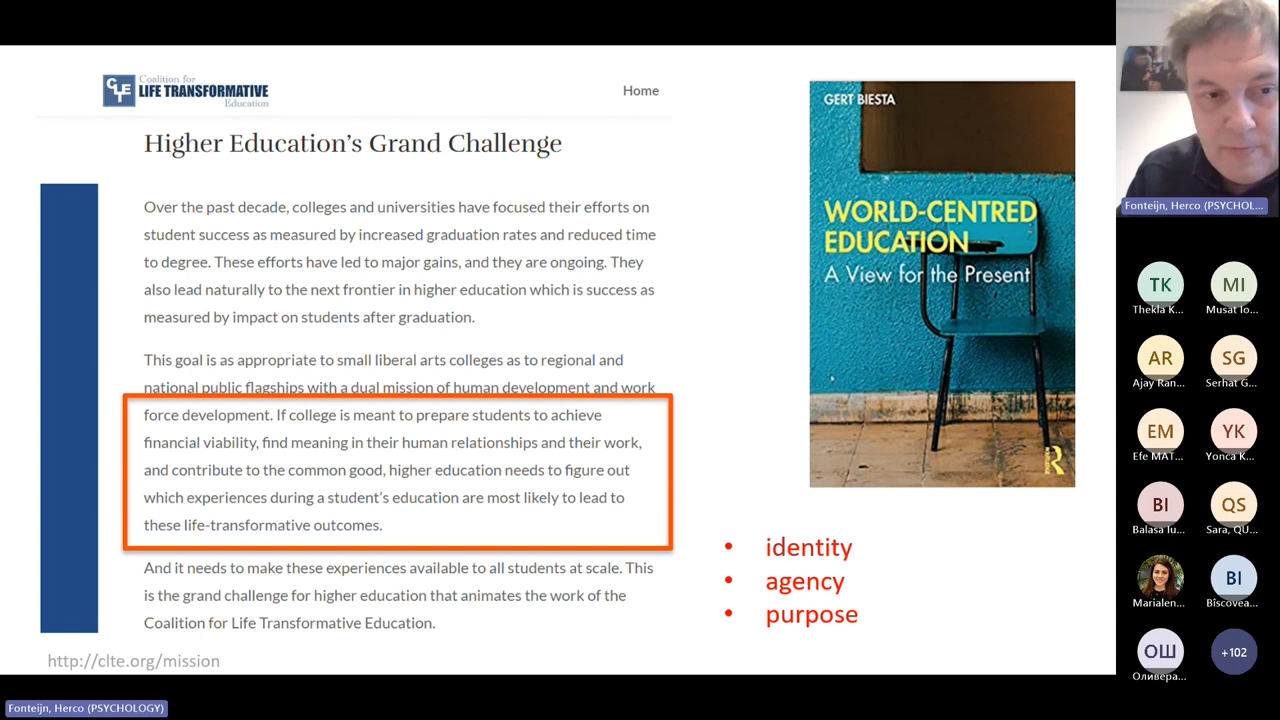 Coalition for
LIFE TRANSFORMATIVE
Education
CLTE
Home
Higher Education's Grand Challenge
Over the past decade, colleges and universities have focused their efforts on
student success as measured by increased graduation rates and reduced time
to degree. These efforts have led to major gains, and they are ongoing. They
also lead naturally to the next frontier in higher education which is success as
measured by impact on students after graduation.
This goal is as appropriate to small liberal arts colleges as to regional and
national public flagships with a dual mission of human development and work
force development. If college is meant to prepare students to achieve
financial viability, find meaning in their human relationships and their work,
and contribute to the common good, higher education needs to figure out
which experiences during a student's education are most likely to lead to
these life-transformative outcomes.
And it needs to make these experiences available to all students at scale. This
is the grand challenge for higher education that animates the work of the
Coalition for Life Transformative Education.
http://clte.org/mission
GERT BIESTA
WORLD-CENTRED
EDUCATION
A View for the Present
• identity
• agency
• purpose
Fonteijn, Herco (PSYCHOL...
TK
Thekla K...
MI
Musat Io...
AR
Ajay Ran...
SG
Serhat G...
EM
Efe MAT...
YK
Yonca K...
BI
Balasa Iu...
QS
Sara, QU...
Marialen...
BI
Bîscovea...
ОШ
Оливера...
+102
Fonteijn, Herco (PSYCHOLOGY)